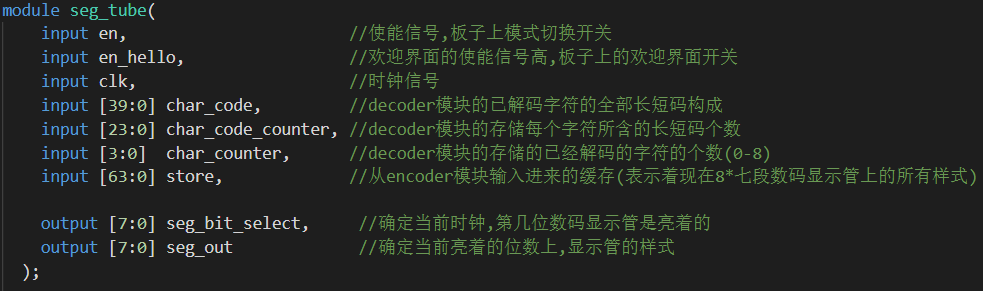 module seg_tube(
input en, //使能信号,板子上模式切换开关
input en_hello, //欢迎界面的使能信号高,板子上的欢迎界面开关
input clk, //时钟信号
input [39:0] char_code, //decoder模块的已解码字符的全部长短码构成
input [23:0] char_code_counter, //decoder模块的存储每个字符所含的长短码个数
input [3:0] char_counter, //decoder模块的存储的已经解码的字符的个数(0-8)
input [63:0] store, //从encoder模块输入进来的缓存(表示着现在8*七段数码显示管上的所有样式)
output [7:0] seg_bit_select, //确定当前时钟,第几位数码显示管是亮着的
output [7:0] seg_out //确定当前亮着的位数上,显示管的样式
);